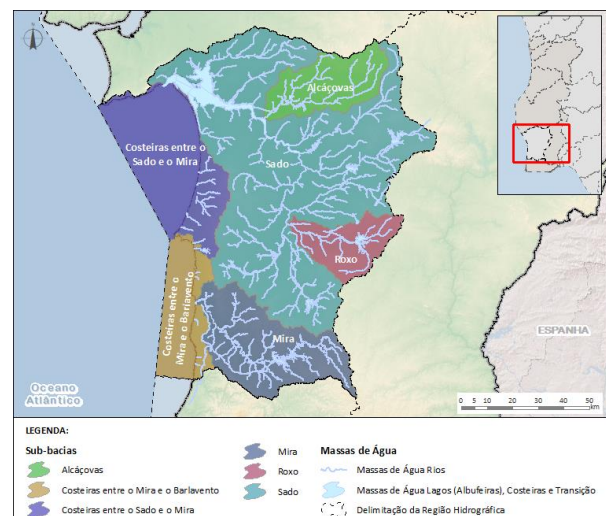 N
Alcáçovas
Costeiras entre o
Sado e o Mira
Sado
Roxo
Costeiras entre o
Mira e o Barlavento
Mira
ESPANHA
Oceano
Atlântico
0 5 10 20 30 40 50
km
LEGENDA:
Sub-bacias
Alcáçovas
Costeiras entre o Mira e o Barlavento
Costeiras entre o Sado e o Mira
Mira
Roxo
Sado
Massas de Água
Massas de Água Rios
Massas de Água Lagos (Albufeiras), Costeiras e Transição
Delimitação da Região Hidrográfica